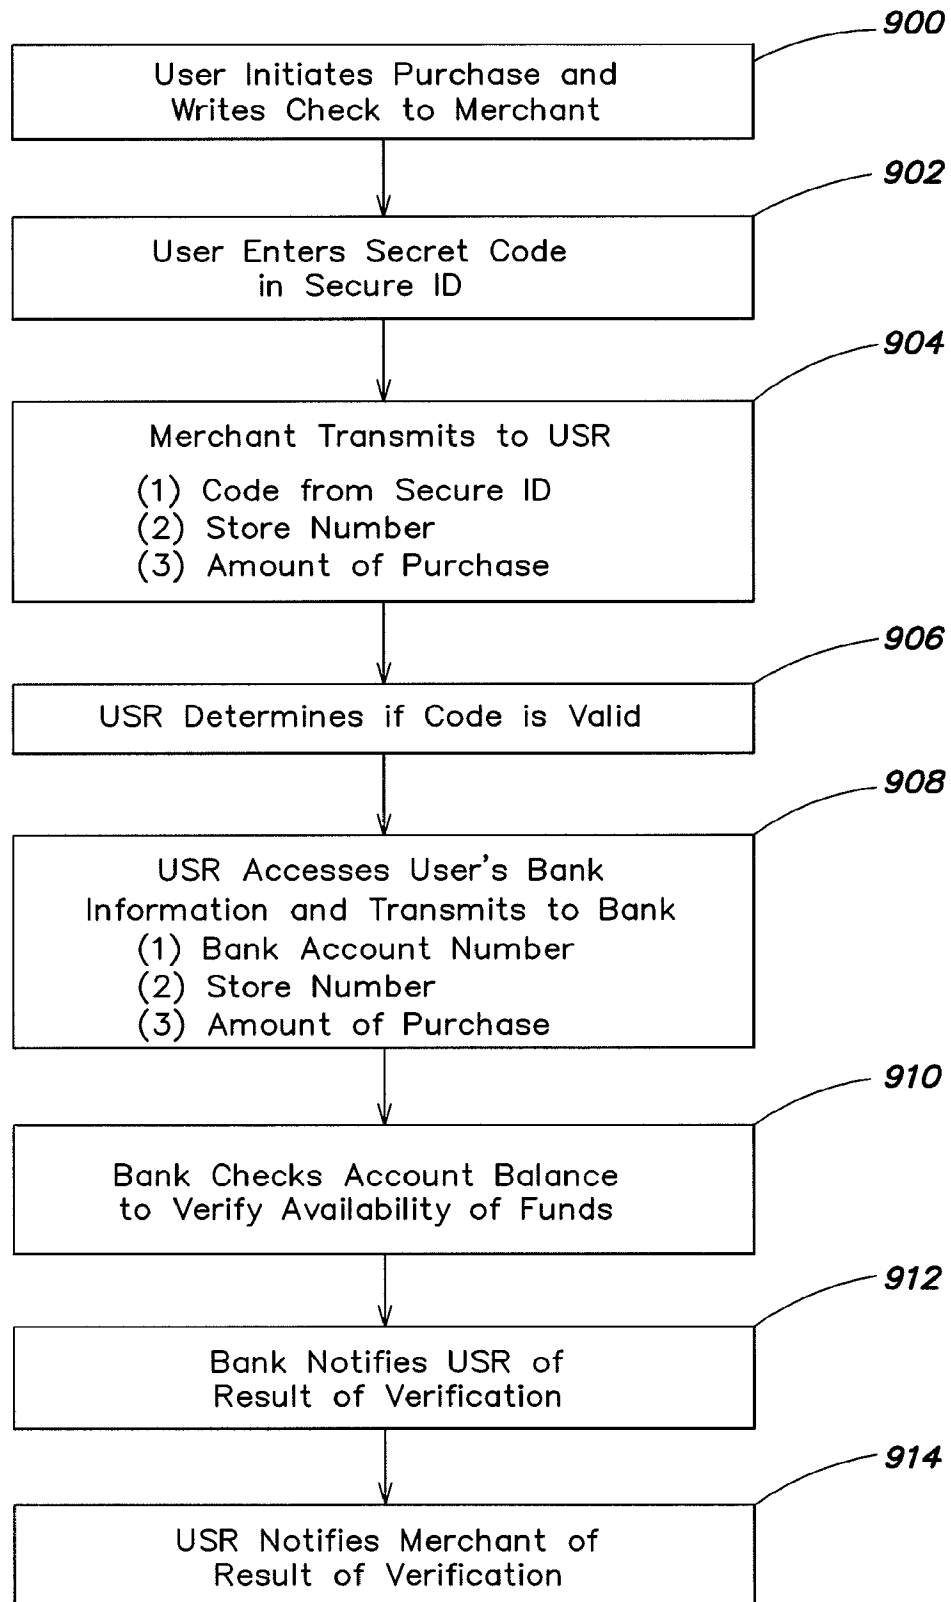 900
User Initiates Purchase and
Writes Check to Merchant
902
User Enters Secret Code
in Secure ID
904
Merchant Transmits to USR
(1) Code from Secure ID
(2) Store Number
(3) Amount of Purchase
906
USR Determines if Code is Valid
908
USR Accesses User's Bank
Information and Transmits to Bank
(1) Bank Account Number
(2) Store Number
(3) Amount of Purchase
910
Bank Checks Account Balance
to Verify Availability of Funds
912
Bank Notifies USR of
Result of Verification
914
USR Notifies Merchant of
Result of Verification